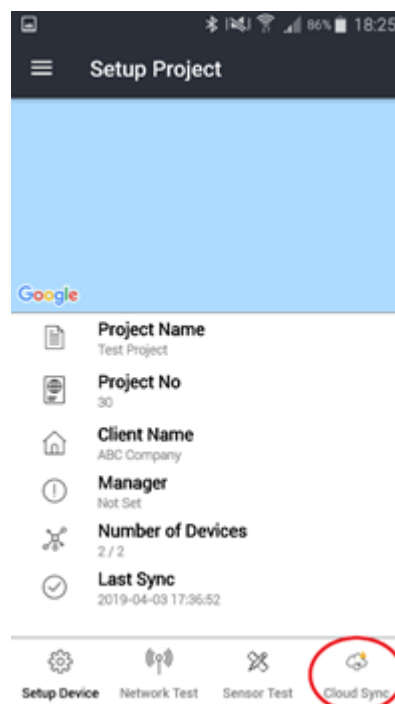 86% 18:25
Setup Project
Google
Project Name
Test Project
Project No
30
Client Name
ABC Company
Manager
Not Set
Number of Devices
2 / 2
Last Sync
2019-04-03 17:36:52
Setup Device Network Test Sensor Test Cloud Sync